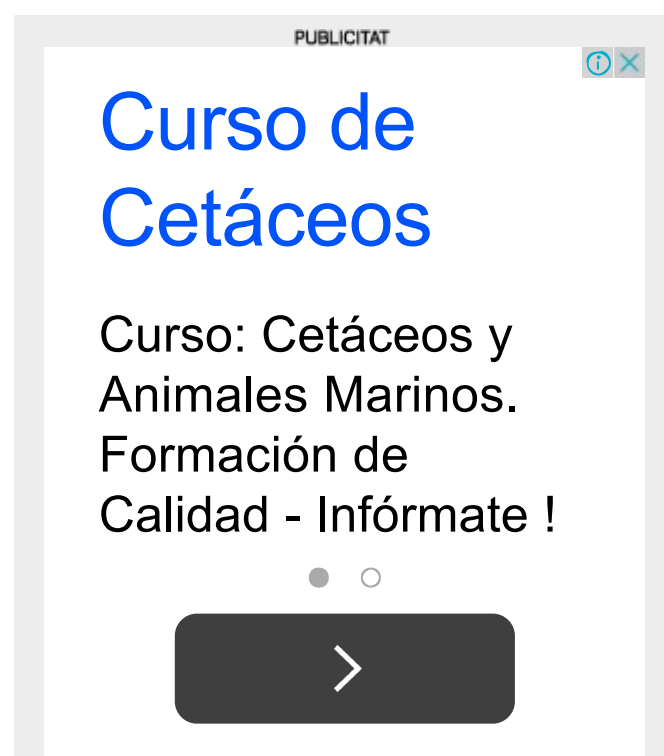 PUBLICITAT
Curso de
Cetáceos
Curso: Cetáceos y
Animales Marinos.
Formación de
Calidad - Infórmate !